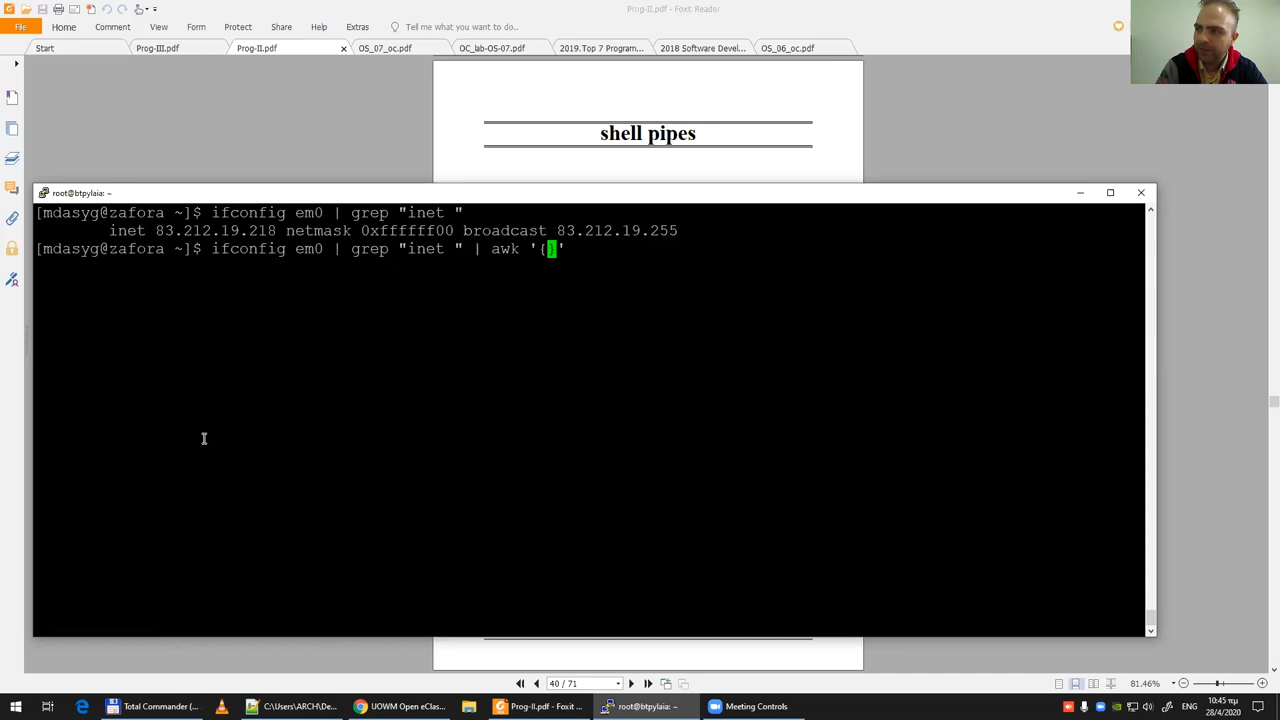 Prog-II.pdf - Foxit Reader
File Home Comment View Form Protect Share Extras Tell me what you want to do...
Start Prog-III.pdf Prog-II.pdf OS_07_oc.pdf OC_lab-OS-07.pdf 2019.Top 7 Program... 2018 Software Devel... OS_06_oc.pdf
shell pipes
root@btpylaia: ~
[mdasyg@zafora ~]$ ifconfig em0 | grep "inet "
inet 83.212.19.218 netmask 0xffffff00 broadcast 83.212.19.255
[mdasyg@zafora ~]$ ifconfig em0 | grep "inet " | awk '{}'
40 / 71
81.46%
Total Commander (... C:\Users\ARCH\De... UOWM Open eClas... Prog-II.pdf - Foxit ... root@btpylaia: ~ Meeting Controls
ENG
10:45 πμ
28/4/2020